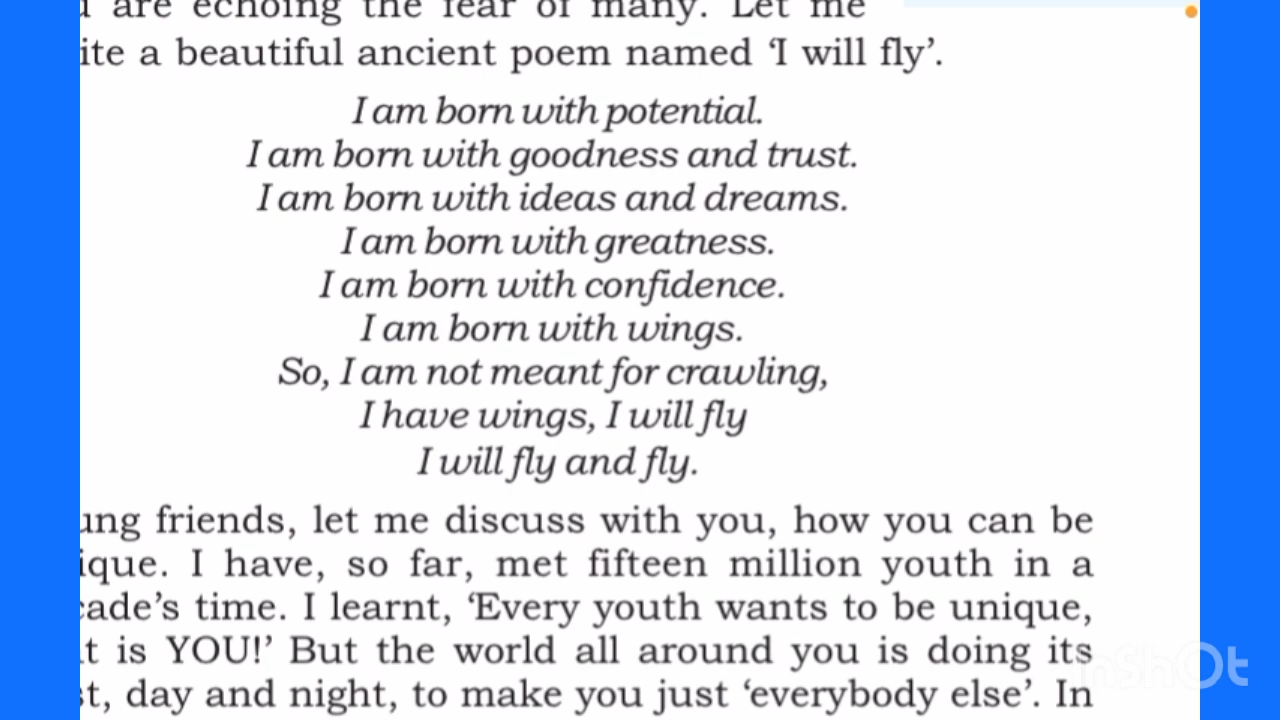 are echoing the fear of many. Let me
ite a beautiful ancient poem named ‘I will fly’.
I am born with potential.
I am born with goodness and trust.
I am born with ideas and dreams.
I am born with greatness.
I am born with confidence.
I am born with wings.
So, I am not meant for crawling,
I have wings, I will fly
I will fly and fly.
ung friends, let me discuss with you, how you can be
ique. I have, so far, met fifteen million youth in a
cade’s time. I learnt, ‘Every youth wants to be unique,
t is YOU!’ But the world all around you is doing its
st, day and night, to make you just ‘everybody else’. In
InShOt